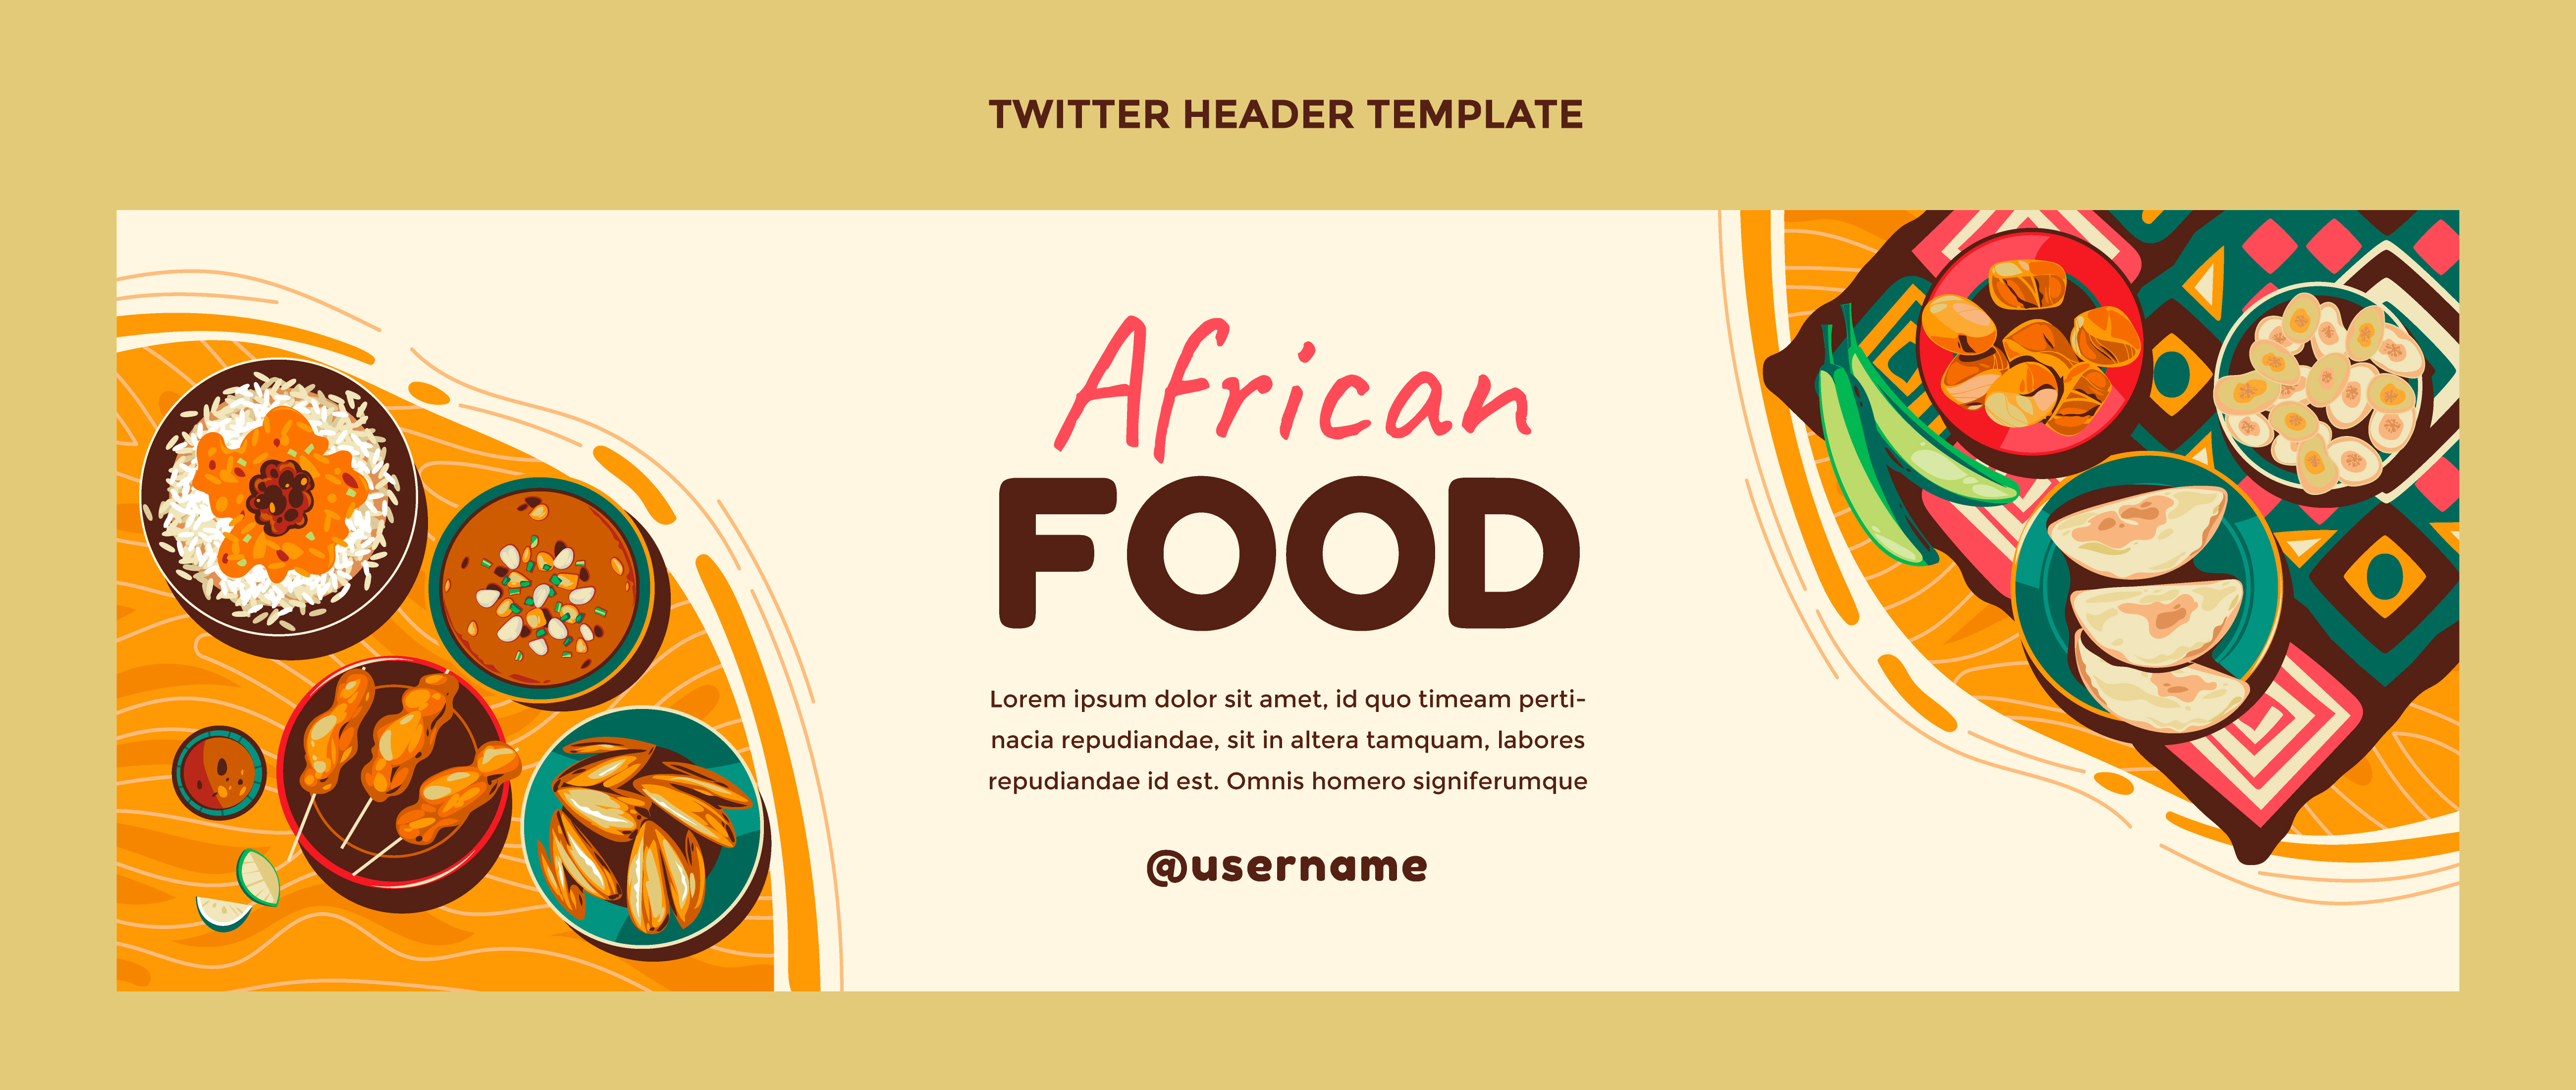 TWITTER HEADER TEMPLATE
African
FOOD
Lorem ipsum dolor sit amet, id quo timeam perti-
nacia repudiandae, sit in altera tamquam, labores
repudiandae id est. Omnis homero signiferumque
@username